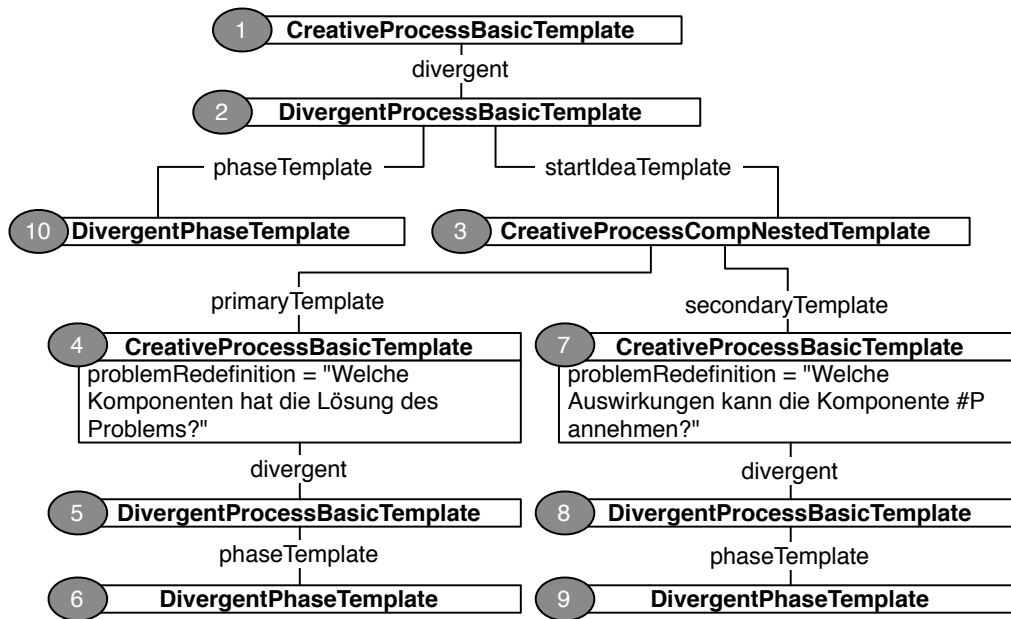 1 CreativeProcessBasicTemplate
divergent
2 DivergentProcessBasicTemplate
phaseTemplate startIdeaTemplate
10 DivergentPhaseTemplate 3 CreativeProcessCompNestedTemplate
primaryTemplate secondaryTemplate
4 CreativeProcessBasicTemplate
problemRedefinition = "Welche
Komponenten hat die Lösung des
Problems?"
7 CreativeProcessBasicTemplate
problemRedefinition = "Welche
Auswirkungen kann die Komponente #P
annehmen?"
divergent divergent
5 DivergentProcessBasicTemplate 8 DivergentProcessBasicTemplate
phaseTemplate phaseTemplate
6 DivergentPhaseTemplate 9 DivergentPhaseTemplate